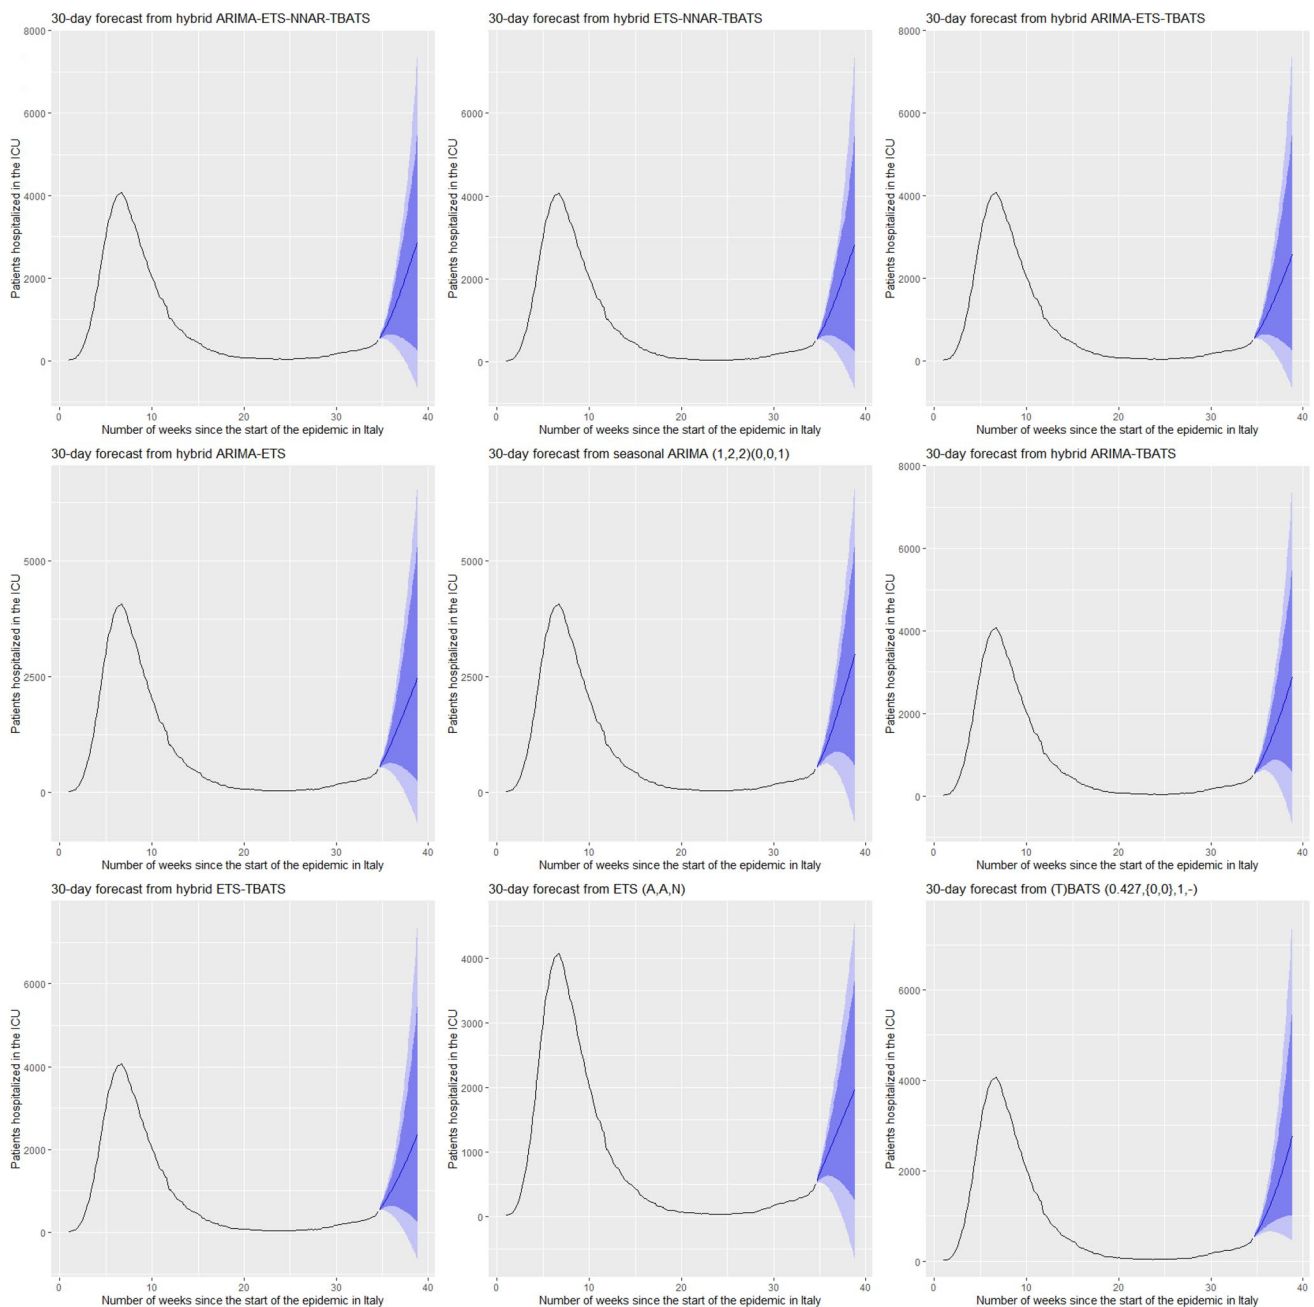 30-day forecast from hybrid ARIMA-ETS-NNAR-TBATS
Patients hospitalized in the ICU
8000
6000
4000
2000
0
0 10 20 30 40
Number of weeks since the start of the epidemic in Italy
30-day forecast from hybrid ETS-NNAR-TBATS
Patients hospitalized in the ICU
6000
4000
2000
0
0 10 20 30 40
Number of weeks since the start of the epidemic in Italy
30-day forecast from hybrid ARIMA-ETS-TBATS
Patients hospitalized in the ICU
8000
6000
4000
2000
0
0 10 20 30 40
Number of weeks since the start of the epidemic in Italy
30-day forecast from hybrid ARIMA-ETS
Patients hospitalized in the ICU
5000
2500
0
0 10 20 30 40
Number of weeks since the start of the epidemic in Italy
30-day forecast from seasonal ARIMA (1,2,2)(0,0,1)
Patients hospitalized in the ICU
5000
2500
0
0 10 20 30 40
Number of weeks since the start of the epidemic in Italy
30-day forecast from hybrid ARIMA-TBATS
Patients hospitalized in the ICU
8000
6000
4000
2000
0
0 10 20 30 40
Number of weeks since the start of the epidemic in Italy
30-day forecast from hybrid ETS-TBATS
Patients hospitalized in the ICU
6000
4000
2000
0
0 10 20 30 40
Number of weeks since the start of the epidemic in Italy
30-day forecast from ETS (A,A,N)
Patients hospitalized in the ICU
4000
3000
2000
1000
0
0 10 20 30 40
Number of weeks since the start of the epidemic in Italy
30-day forecast from (T)BATS (0.427,{0,0},1,-)
Patients hospitalized in the ICU
6000
4000
2000
0
0 10 20 30 40
Number of weeks since the start of the epidemic in Italy